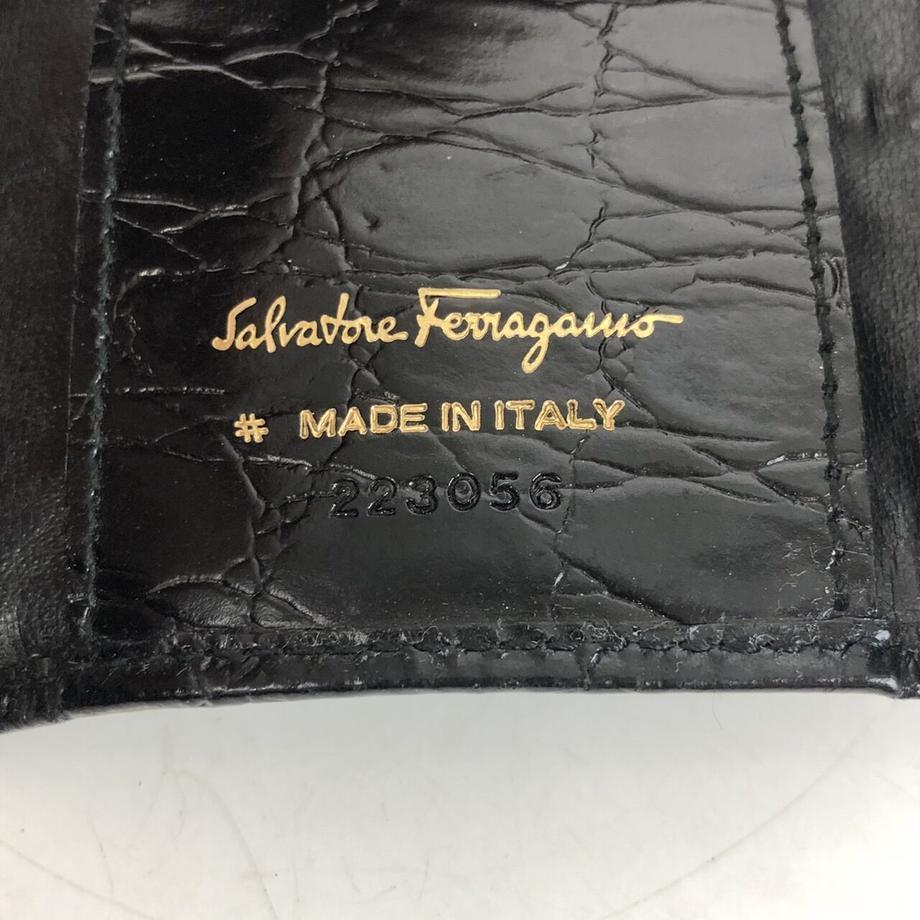 Salvatore Ferragamo
# MADE IN ITALY
223056